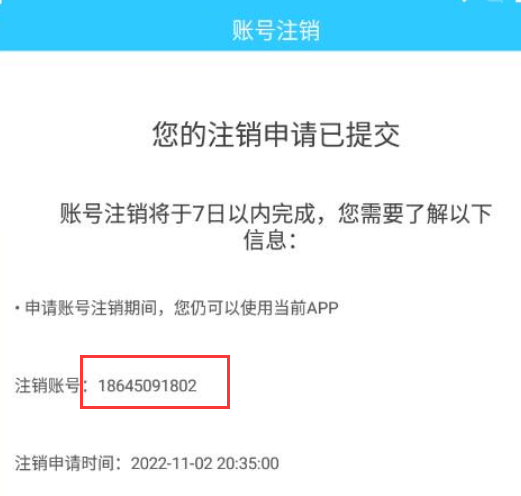 账号注销
您的注销申请已提交
账号注销将于7日以内完成，您需要了解以下
信息：
• 申请账号注销期间，您仍可以使用当前APP
注销账号：18645091802
注销申请时间：2022-11-02 20:35:00